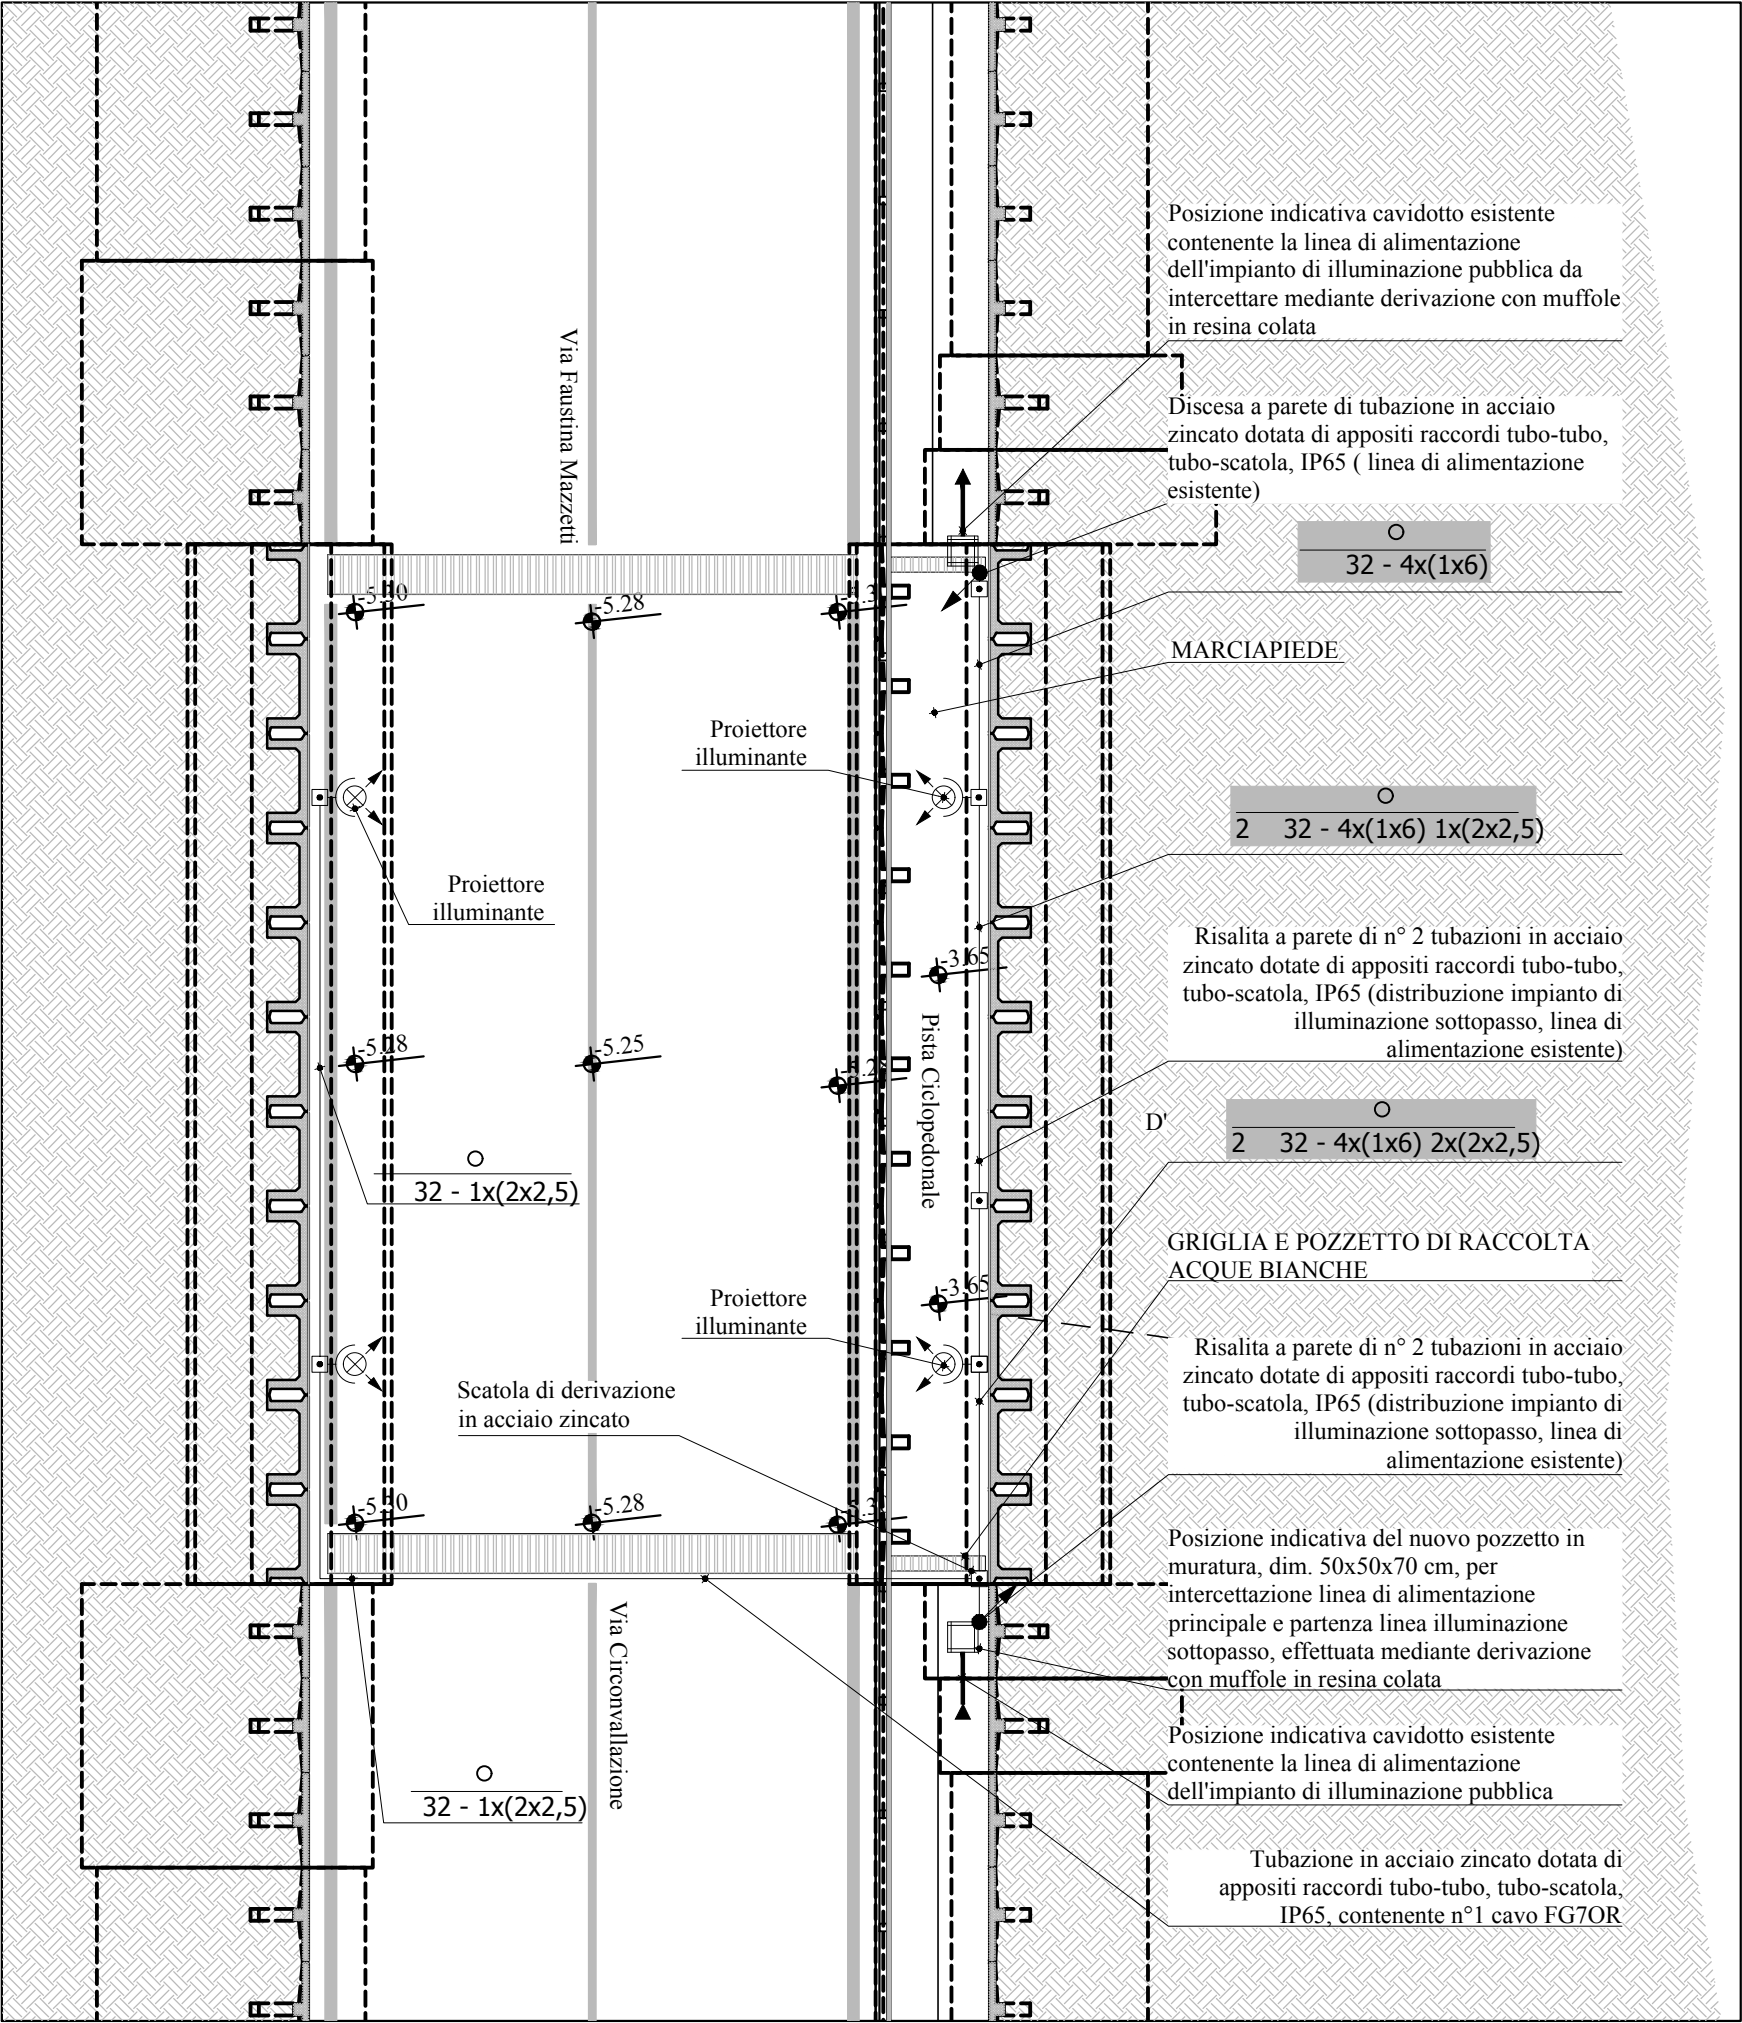 Posizione indicativa cavidotto esistente
contenente la linea di alimentazione
dell'impianto di illuminazione pubblica da
intercettare mediante derivazione con muffole
in resina colata
Via Faustina Mazzetti
Discesa a parete di tubazione in acciaio
zincato dotata di appositi raccordi tubo-tubo,
tubo-scatola, IP65 ( linea di alimentazione
esistente)
32 - 4x(1x6)
-5.30
-5.28
MARCIAPIEDE
Proiettore
illuminante
2 32 - 4x(1x6) 1x(2x2,5)
Proiettore
illuminante
Risalita a parete di n° 2 tubazioni in acciaio
zincato dotate di appositi raccordi tubo-tubo,
tubo-scatola, IP65 (distribuzione impianto di
illuminazione sottopasso, linea di
alimentazione esistente)
-3.65
-5.28
-5.25
Pista Ciclopedonale
D'
2 32 - 4x(1x6) 2x(2x2,5)
32 - 1x(2x2,5)
GRIGLIA E POZZETTO DI RACCOLTA
ACQUE BIANCHE
-3.65
Proiettore
illuminante
Risalita a parete di n° 2 tubazioni in acciaio
zincato dotate di appositi raccordi tubo-tubo,
tubo-scatola, IP65 (distribuzione impianto di
illuminazione sottopasso, linea di
alimentazione esistente)
Scatola di derivazione
in acciaio zincato
-5.30
-5.28
Posizione indicativa del nuovo pozzetto in
muratura, dim. 50x50x70 cm, per
intercettazione linea di alimentazione
principale e partenza linea illuminazione
sottopasso, effettuata mediante derivazione
con muffole in resina colata
Via Circonvallazione
Posizione indicativa cavidotto esistente
contenente la linea di alimentazione
dell'impianto di illuminazione pubblica
32 - 1x(2x2,5)
Tubazione in acciaio zincato dotata di
appositi raccordi tubo-tubo, tubo-scatola,
IP65, contenente n°1 cavo FG7OR